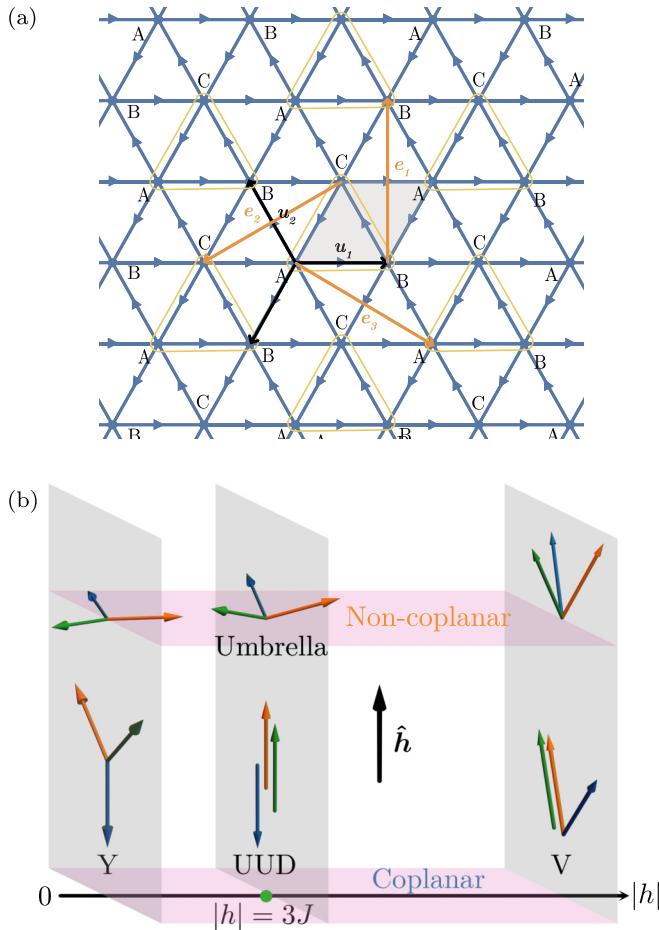 (a)
A B A B
C C A
B A B B
C
e1
A B A B
e2 u2
C C
u1
B A B A
e3
C
A B A B
C C
B A B A
(b)
Non-coplanar
Umbrella
ĥ
Y UUD V
Coplanar
0 |h|
|h| = 3J